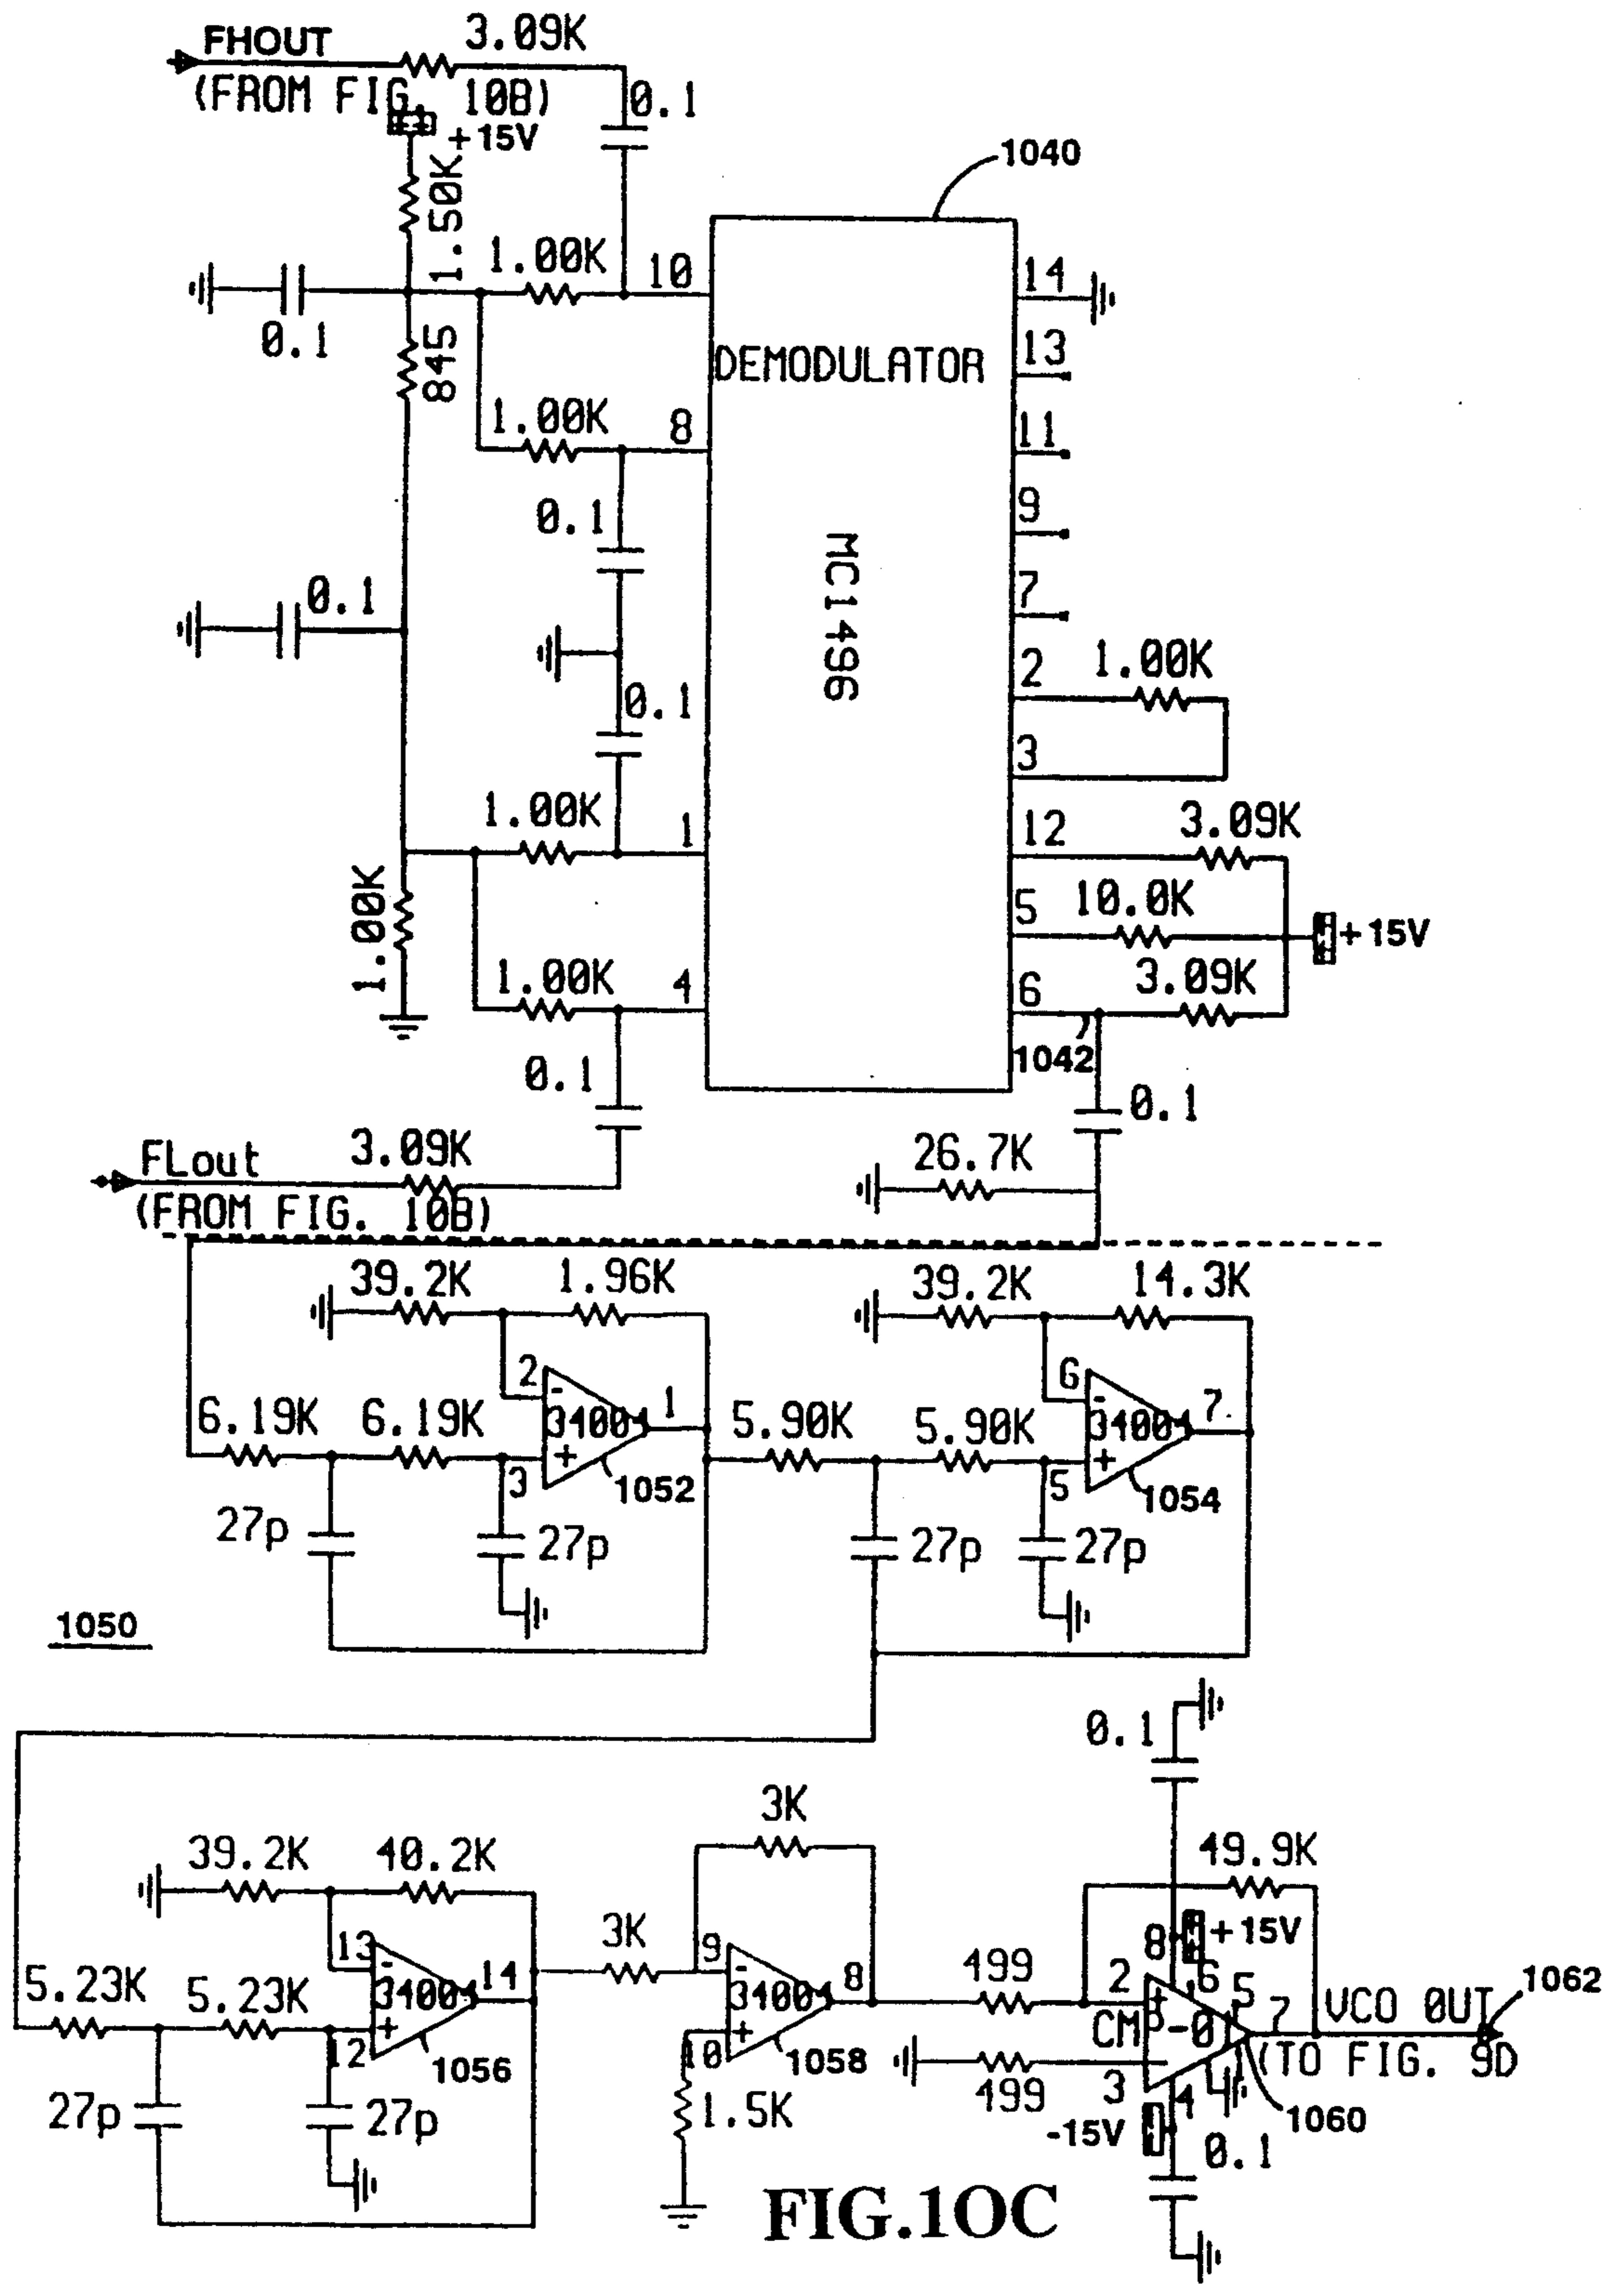 FHOUT
3.09K
(FROM FIG. 10B)
0.1
+15V
1.50K
1040
1.00K
10
14
0.1
845
13
DEMODULATOR
1.00K
8
11
0.1
9
MC1496
0.1
7
2
1.00K
0.1
3
1.00K
1
12
3.09K
1.00K
5
10.0K
+15V
1.00K
4
6
3.09K
1042
0.1
0.1
FLout
3.09K
26.7K
(FROM FIG. 10B)
39.2K
1.96K
39.2K
14.3K
2
-
6
-
6.19K
6.19K
34004
1
5.90K
5.90K
34004
7
+
3
1052
+
5
1054
27p
27p
27p
27p
1050
0.1
3K
39.2K
40.2K
49.9K
13
-
3K
9
-
8
+15V
5.23K
5.23K
34004
14
34004
8
499
2
+
6
5
7
VCO 0UT
1062
+
12
1056
+
10
1058
CM
-0
(TO FIG. 9D
27p
27p
1.5K
499
3
-
4
1060
-15V
0.1
FIG.10C